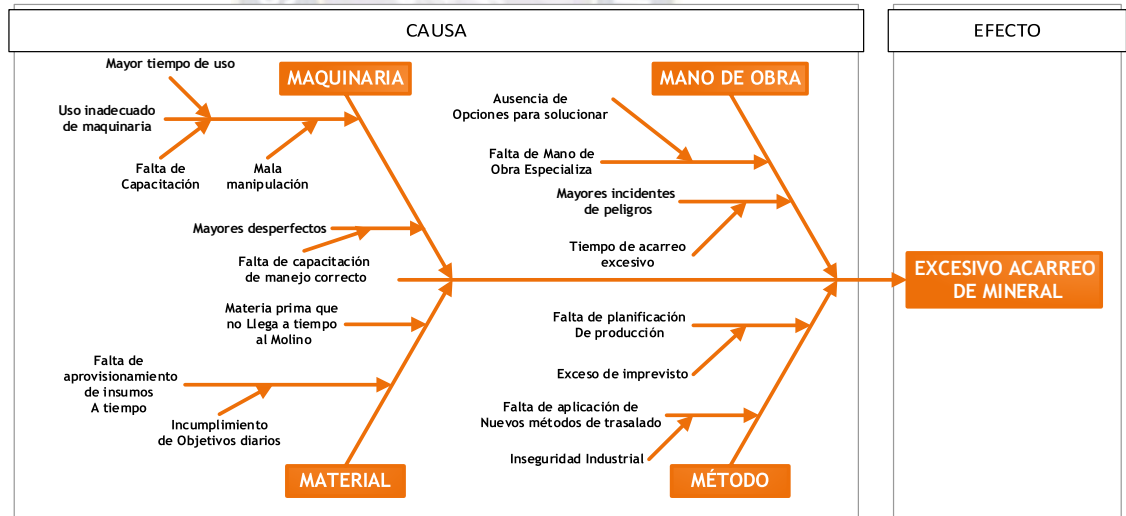 CAUSA
EFECTO
Mayor tiempo de uso
MAQUINARIA
Uso inadecuado
de maquinaria
Falta de
Capacitación
Mala
manipulación
Mayores desperfectos
Falta de capacitación
de manejo correcto
MANO DE OBRA
Ausencia de
Opciones para solucionar
Falta de Mano de
Obra Especializa
Mayores incidentes
de peligros
Tiempo de acarreo
excesivo
EXCESIVO ACARREO
DE MINERAL
Materia prima que
no Llega a tiempo
al Molino
Falta de
aprovisionamiento
de insumos
A tiempo
Incumplimiento
de Objetivos diarios
MATERIAL
Falta de planificación
De producción
Exceso de imprevisto
Falta de aplicación de
Nuevos métodos de trasalado
Inseguridad Industrial
MÉTODO